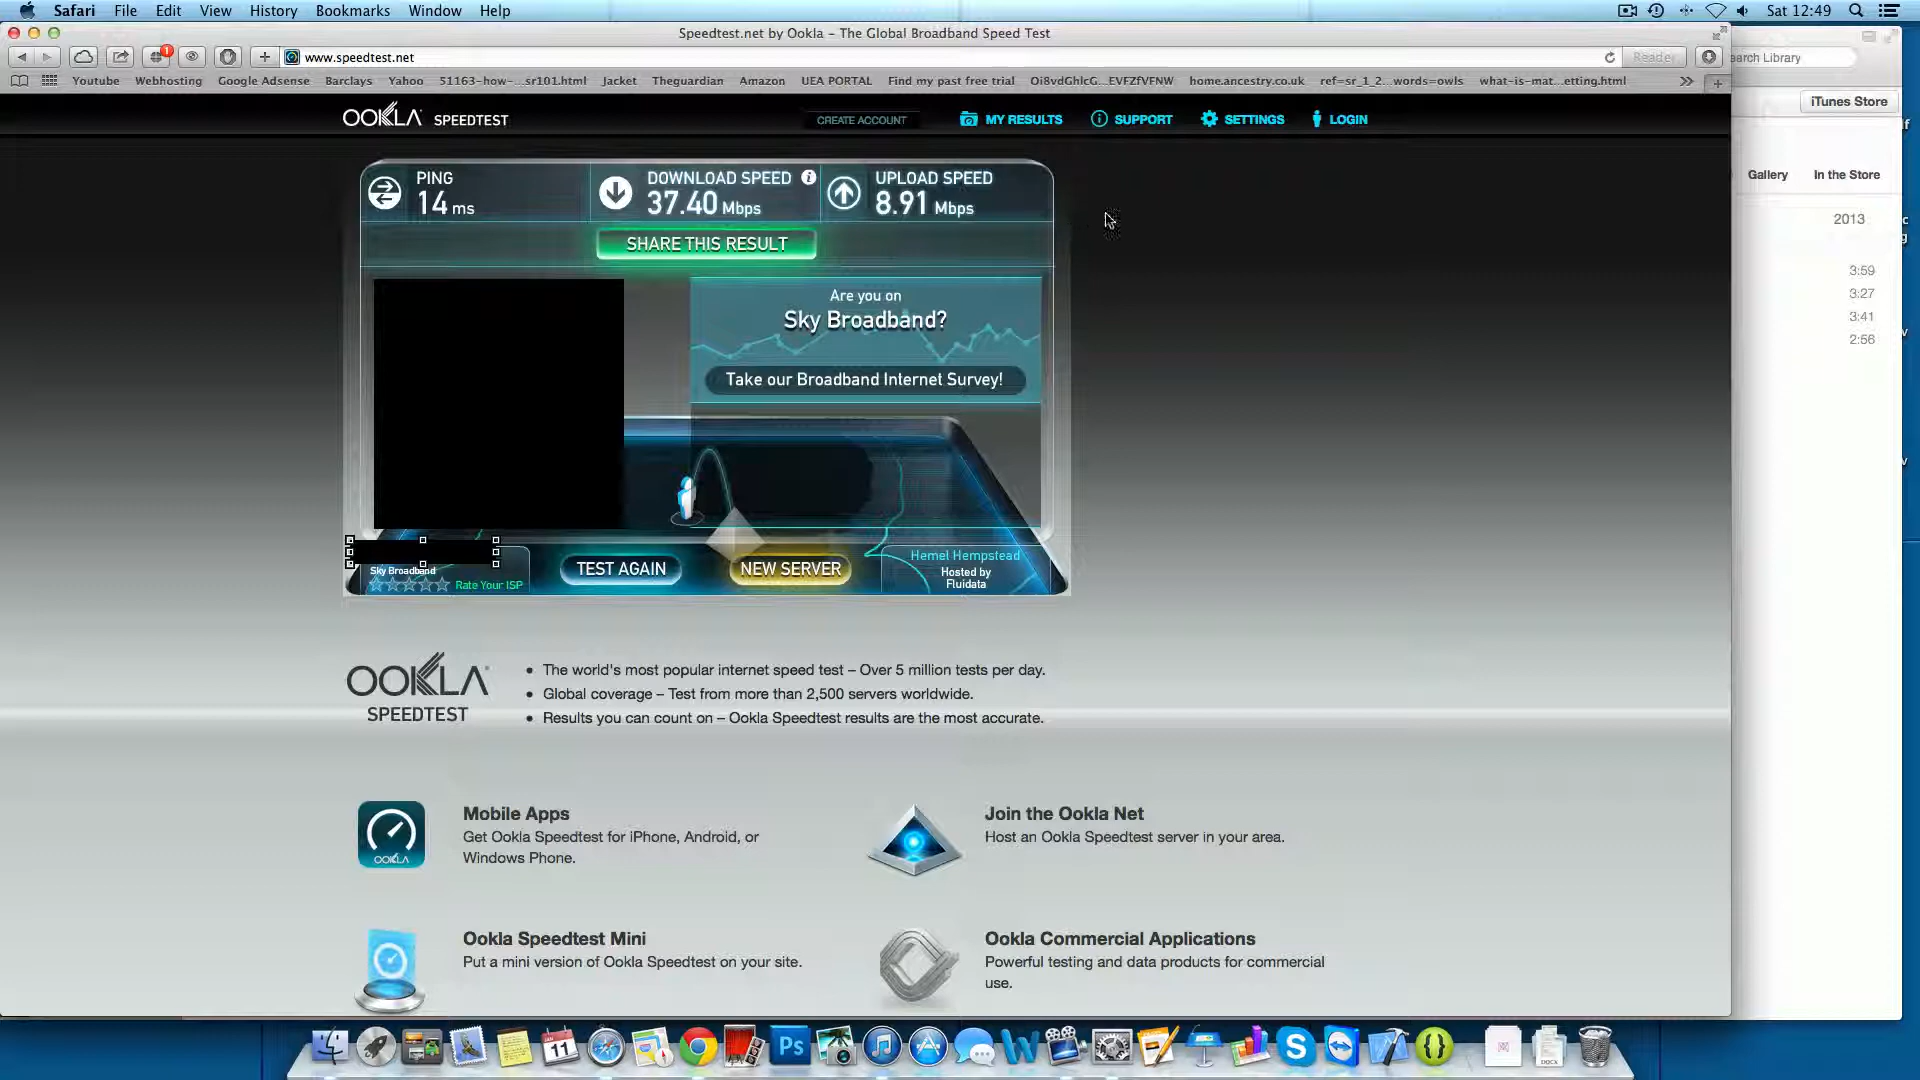 Safari File Edit View History Bookmarks Window Help
Sat 12:49
Speedtest.net by Ookla – The Global Broadband Speed Test
1
www.speedtest.net
Reader
earch Library
Youtube Webhosting Google Adsense Barclays Yahoo 51163-how-...sr101.html Jacket Theguardian Amazon UEA PORTAL Find my past free trial Oi8vdGhlcG...EVFZfVFNW home.ancestry.co.uk ref=sr_1_2...words=owls what-is-mat...etting.html
iTunes Store
OOKLA SPEEDTEST
CREATE ACCOUNT
MY RESULTS
SUPPORT
SETTINGS
LOGIN
Gallery In the Store
2013
3:59
3:27
3:41
2:56
PING
14 ms
DOWNLOAD SPEED
37.40 Mbps
UPLOAD SPEED
8.91 Mbps
SHARE THIS RESULT
Are you on
Sky Broadband?
Take our Broadband Internet Survey!
Sky Broadband
Rate Your ISP
TEST AGAIN
NEW SERVER
Hemel Hempstead
Hosted by
Fluidata
OOKLA
SPEEDTEST
• The world's most popular internet speed test – Over 5 million tests per day.
• Global coverage – Test from more than 2,500 servers worldwide.
• Results you can count on – Ookla Speedtest results are the most accurate.
OOKLA
Mobile Apps
Get Ookla Speedtest for iPhone, Android, or
Windows Phone.
Join the Ookla Net
Host an Ookla Speedtest server in your area.
Ookla Speedtest Mini
Put a mini version of Ookla Speedtest on your site.
Ookla Commercial Applications
Powerful testing and data products for commercial
use.
11
Ps
DOCX